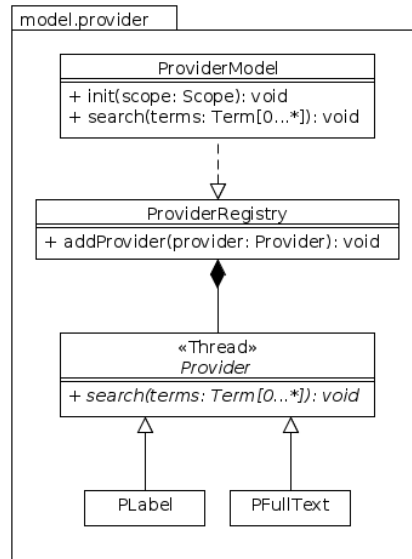 model.provider
ProviderModel
+ init(scope: Scope): void
+ search(terms: Term[0...*]): void
ProviderRegistry
+ addProvider(provider: Provider): void
«Thread»
Provider
+ search(terms: Term[0...*]): void
PLabel
PFullText